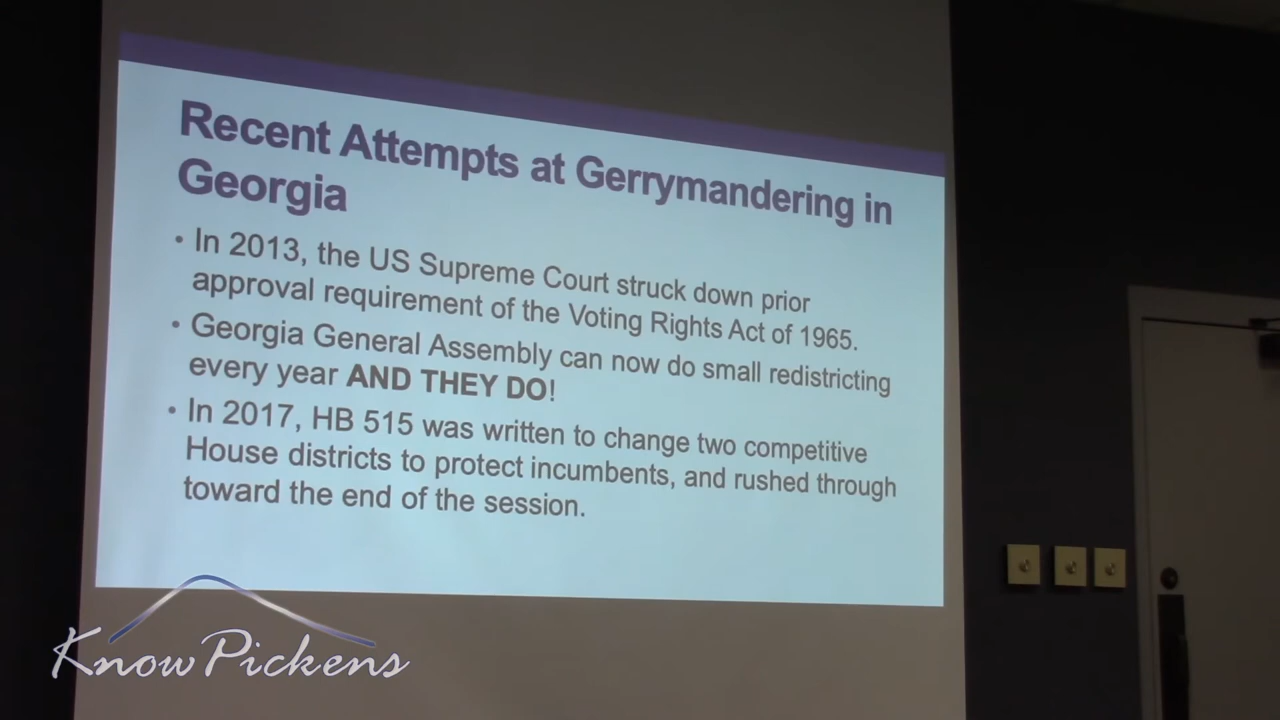 Recent Attempts at Gerrymandering in
Georgia
• In 2013, the US Supreme Court struck down prior
approval requirement of the Voting Rights Act of 1965.
• Georgia General Assembly can now do small redistricting
every year AND THEY DO!
• In 2017, HB 515 was written to change two competitive
House districts to protect incumbents, and rushed through
toward the end of the session.
KnowPickens